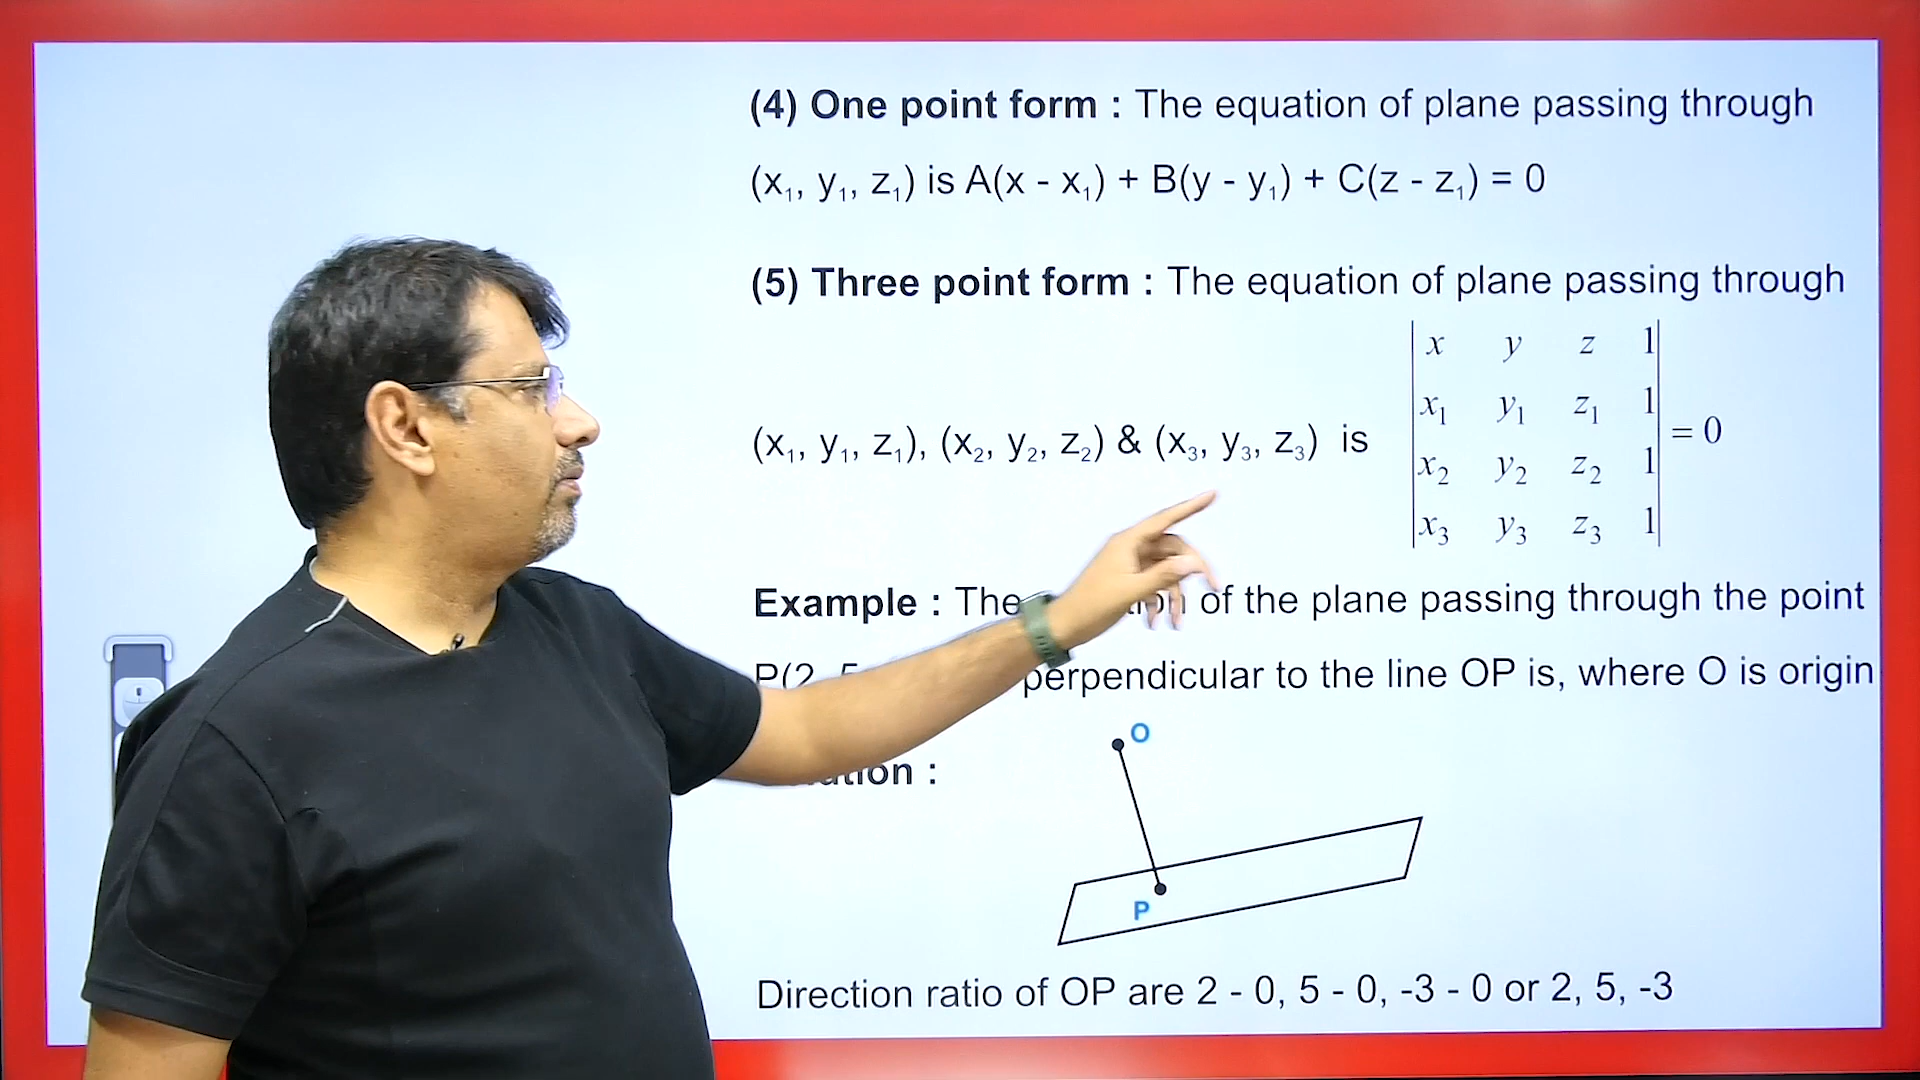 (4) One point form : The equation of plane passing through
(x₁, y₁, z₁) is A(x - x₁) + B(y - y₁) + C(z - z₁) = 0
(5) Three point form : The equation of plane passing through
(x₁, y₁, z₁), (x₂, y₂, z₂) & (x₃, y₃, z₃) is
x y z 1
x₁ y₁ z₁ 1
x₂ y₂ z₂ 1
x₃ y₃ z₃ 1
= 0
Example : The of the plane passing through the point
P(2, 5 perpendicular to the line OP is, where O is origin
:
O
P
Direction ratio of OP are 2 - 0, 5 - 0, -3 - 0 or 2, 5, -3